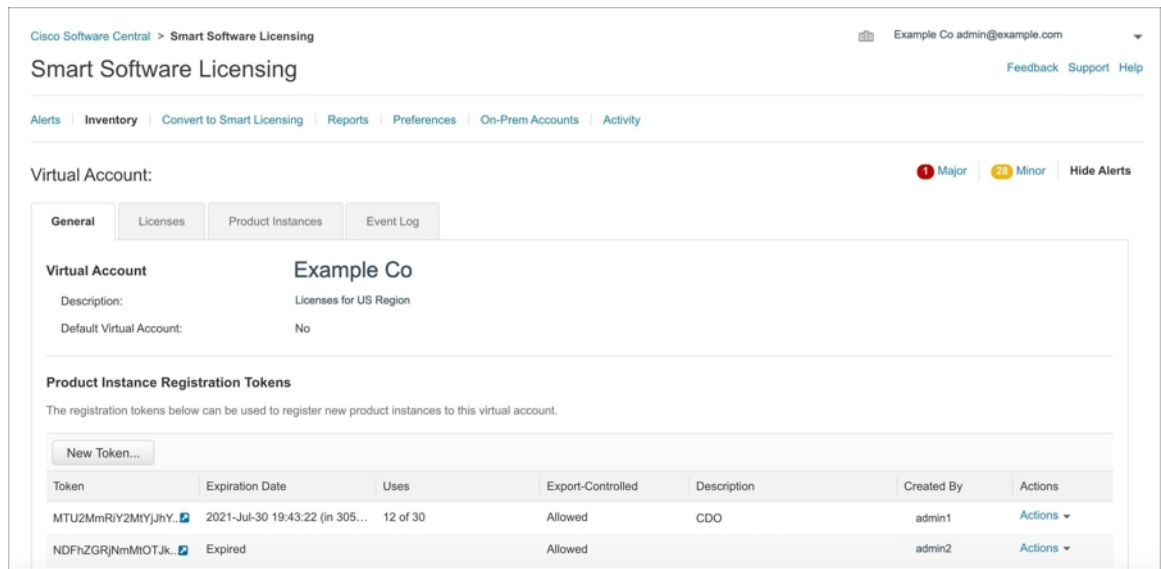 Cisco Software Central > Smart Software Licensing
Example Co admin@example.com
Smart Software Licensing
Feedback Support Help
Alerts Inventory Convert to Smart Licensing Reports Preferences On-Prem Accounts Activity
Virtual Account:
1 Major 28 Minor Hide Alerts
General Licenses Product Instances Event Log
Virtual Account Example Co
Description: Licenses for US Region
Default Virtual Account: No
Product Instance Registration Tokens
The registration tokens below can be used to register new product instances to this virtual account.
New Token...
Token Expiration Date Uses Export-Controlled Description Created By Actions
MTU2MmRiY2MtYjJhY.. 2021-Jul-30 19:43:22 (in 305... 12 of 30 Allowed CDO admin1 Actions
NDFhZGRjNmMtOTJk.. Expired Allowed admin2 Actions